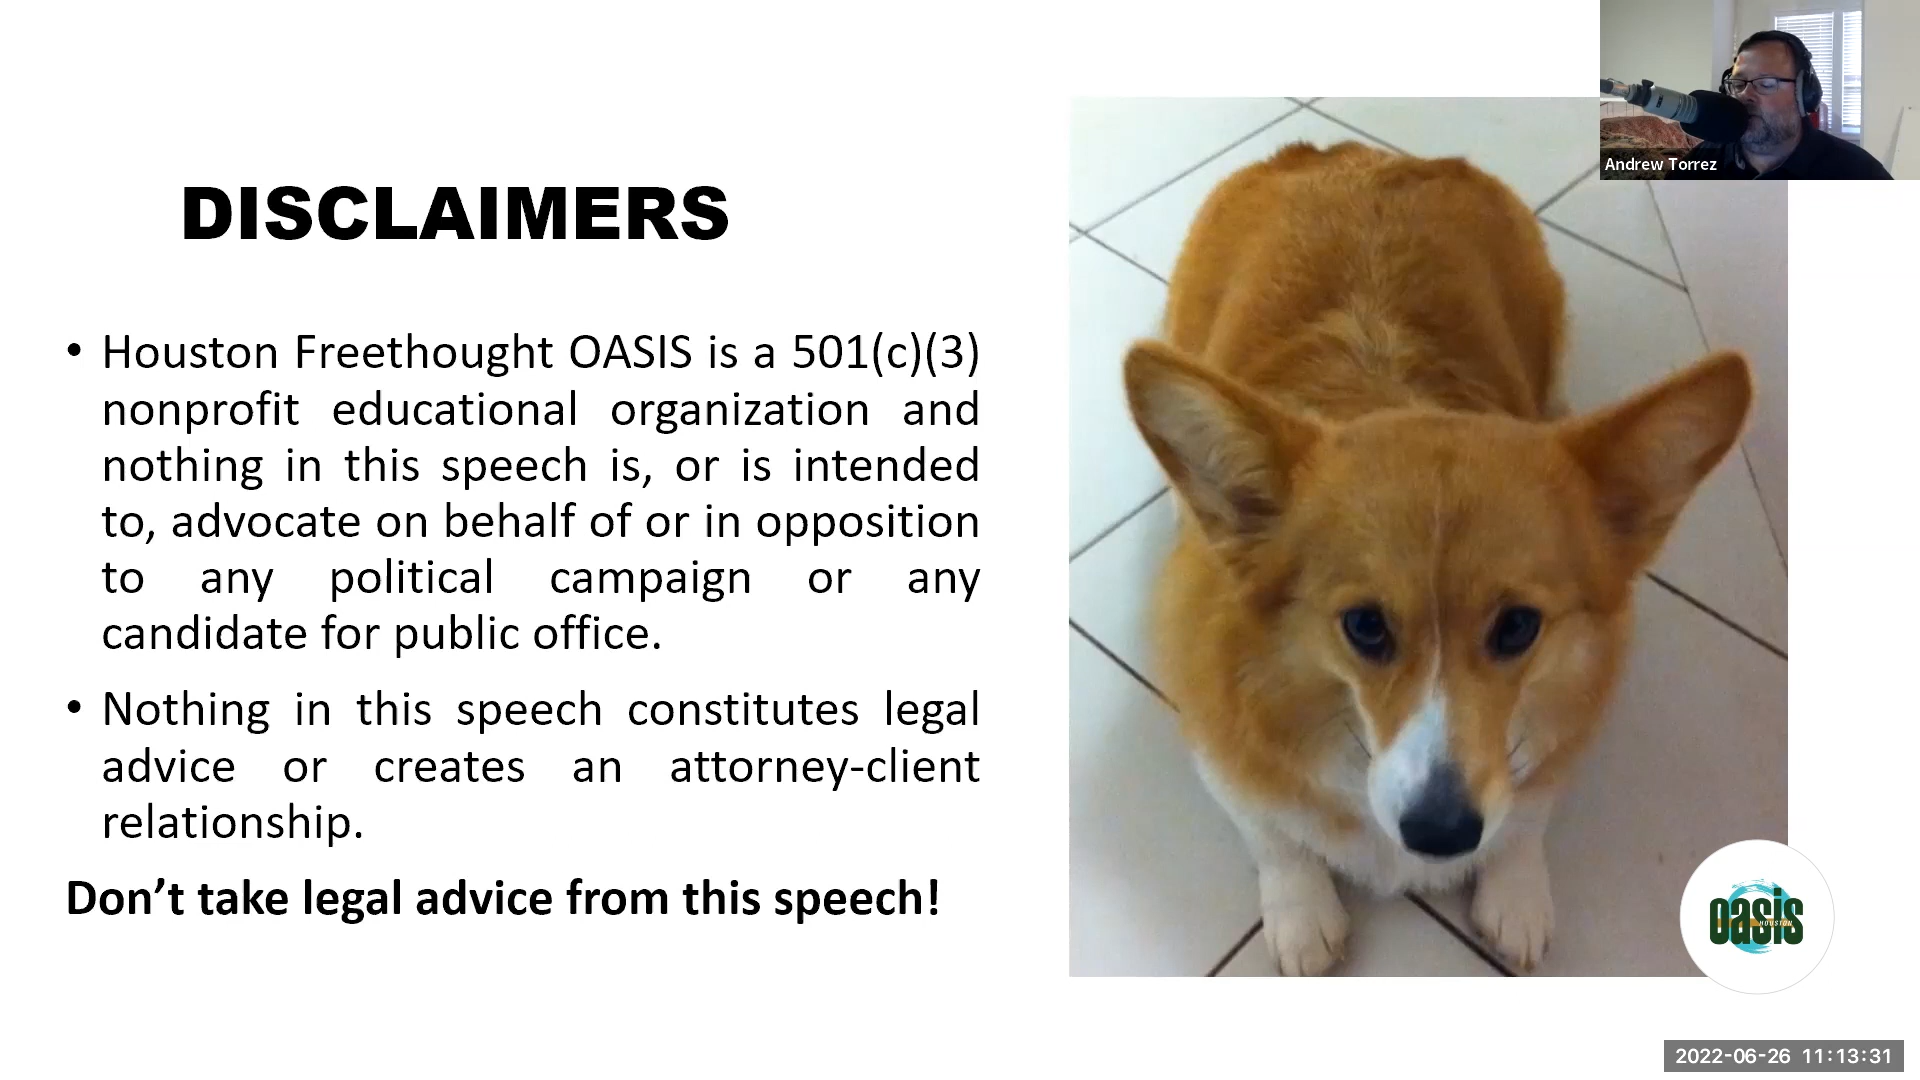 Andrew Torrez
DISCLAIMERS
• Houston Freethought OASIS is a 501(c)(3)
nonprofit educational organization and
nothing in this speech is, or is intended
to, advocate on behalf of or in opposition
to any political campaign or any
candidate for public office.
• Nothing in this speech constitutes legal
advice or creates an attorney-client
relationship.
Don’t take legal advice from this speech!
oasis
HOUSTON
2022-06-26 11:13:31